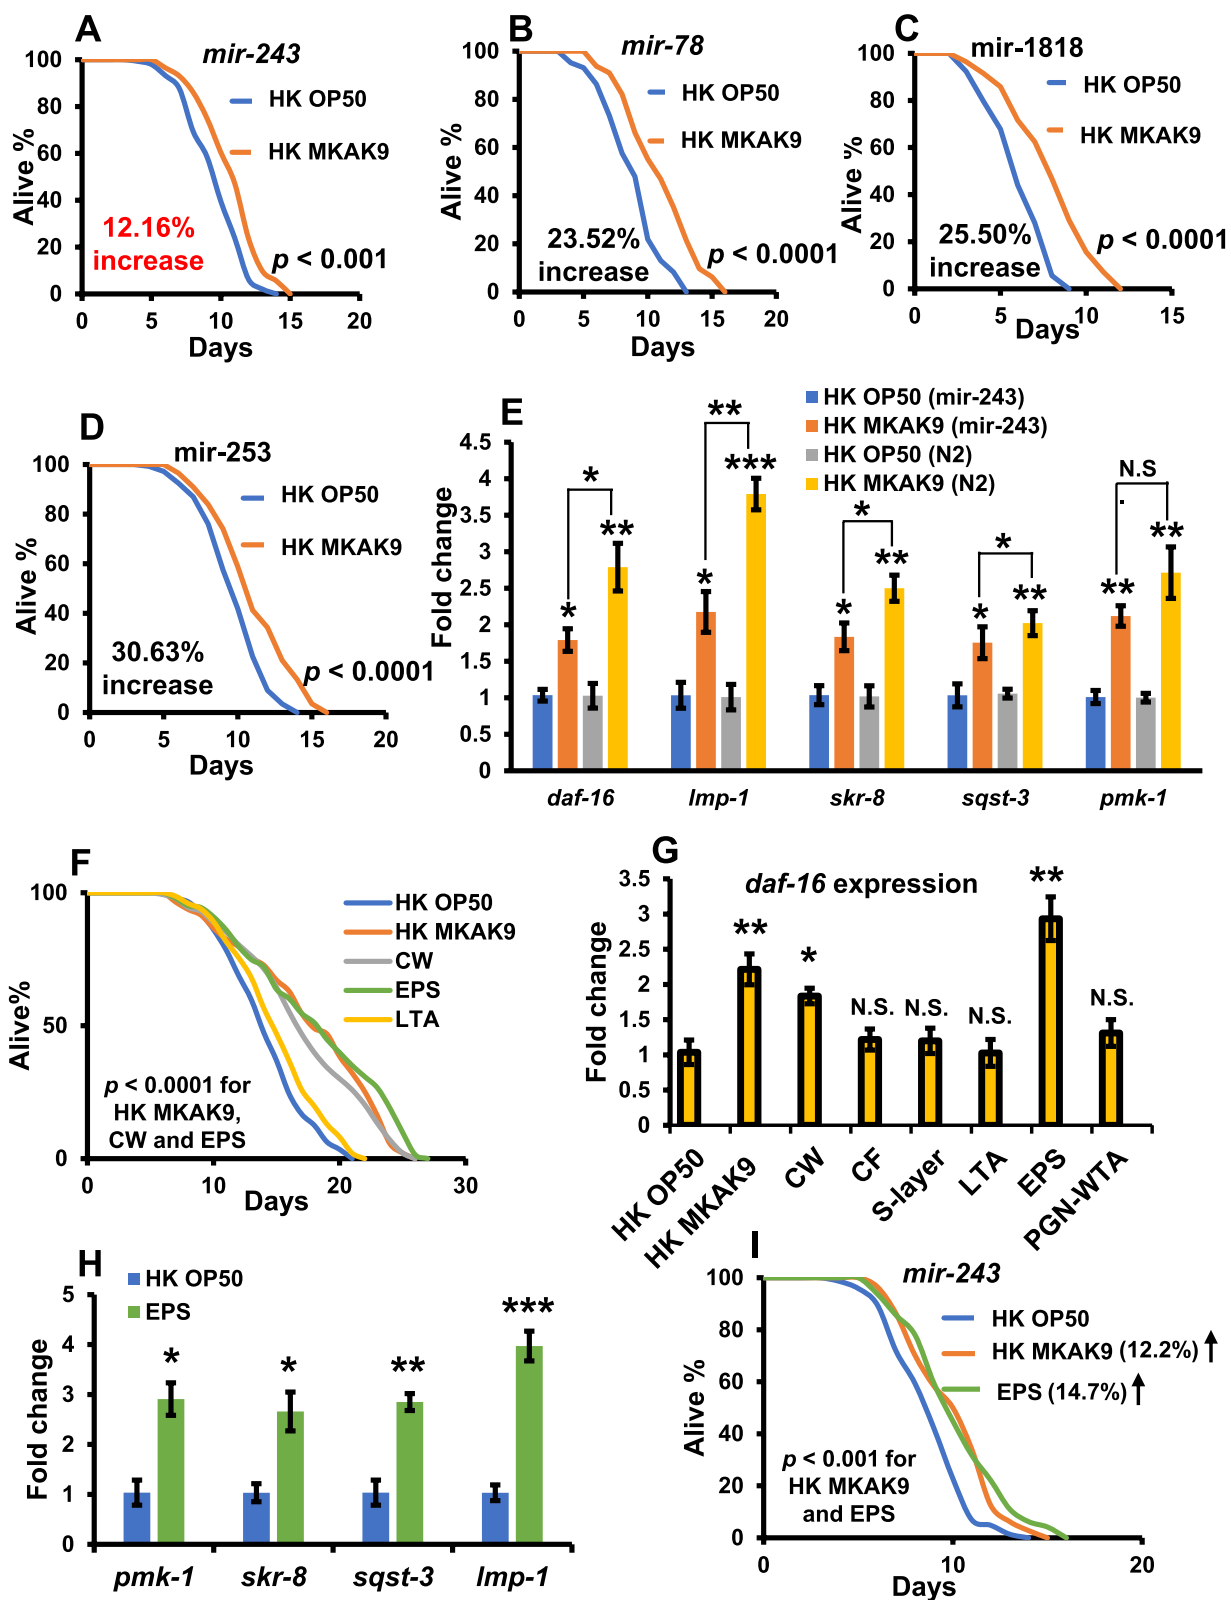 A
mir-243
100
80
60
40
20
0
Alive %
HK OP50
HK MKAK9
12.16%
increase
p < 0.001
0 5 10 15 20
Days
B
mir-78
100
80
60
40
20
0
Alive %
HK OP50
HK MKAK9
23.52%
increase
p < 0.0001
0 5 10 15 20
Days
C
mir-1818
100
80
60
40
20
0
Alive %
HK OP50
HK MKAK9
25.50%
increase
p < 0.0001
0 5 10 15
Days
D
mir-253
100
80
60
40
20
0
Alive %
HK OP50
HK MKAK9
30.63%
increase
p < 0.0001
0 5 10 15 20
Days
E
HK OP50 (mir-243)
HK MKAK9 (mir-243)
HK OP50 (N2)
HK MKAK9 (N2)
4.5
4
3.5
3
2.5
2
1.5
1
0.5
0
Fold change
* * **
** * ***
* * **
* * **
N.S ** **
daf-16 lmp-1 skr-8 sqst-3 pmk-1
F
100
50
0
Alive%
HK OP50
HK MKAK9
CW
EPS
LTA
p < 0.0001 for
HK MKAK9,
CW and EPS
0 10 20 30
Days
G
daf-16 expression
3.5
3
2.5
2
1.5
1
0.5
0
Fold change
** * N.S. N.S. N.S. ** N.S.
HK OP50
HK MKAK9
CW
CF
S-layer
LTA
EPS
PGN-WTA
H
HK OP50
EPS
5
4
3
2
1
0
Fold change
* * ** ***
pmk-1 skr-8 sqst-3 lmp-1
I
mir-243
100
80
60
40
20
0
Alive %
HK OP50
HK MKAK9 (12.2%)
EPS (14.7%)
p < 0.001 for
HK MKAK9
and EPS
0 10 20
Days